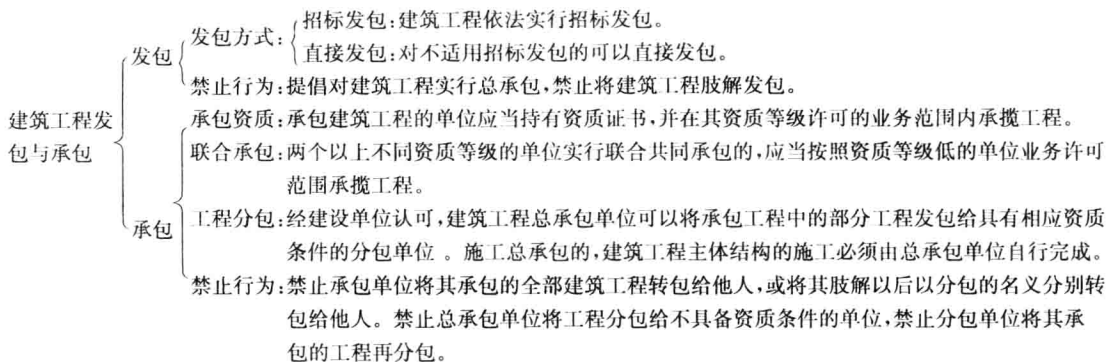 招标发包:建筑工程依法实行招标发包。
发包方式:
直接发包:对不适用招标发包的可以直接发包。
发包
禁止行为:提倡对建筑工程实行总承包,禁止将建筑工程肢解发包。
建筑工程发
包与承包
承包资质:承包建筑工程的单位应当持有资质证书,并在其资质等级许可的业务范围内承揽工程。
联合承包:两个以上不同资质等级的单位实行联合共同承包的,应当按照资质等级低的单位业务许可
范围承揽工程。
承包
工程分包:经建设单位认可,建筑工程总承包单位可以将承包工程中的部分工程发包给具有相应资质
条件的分包单位 。施工总承包的,建筑工程主体结构的施工必须由总承包单位自行完成。
禁止行为:禁止承包单位将其承包的全部建筑工程转包给他人,或将其肢解以后以分包的名义分别转
包给他人。禁止总承包单位将工程分包给不具备资质条件的单位,禁止分包单位将其承
包的工程再分包。